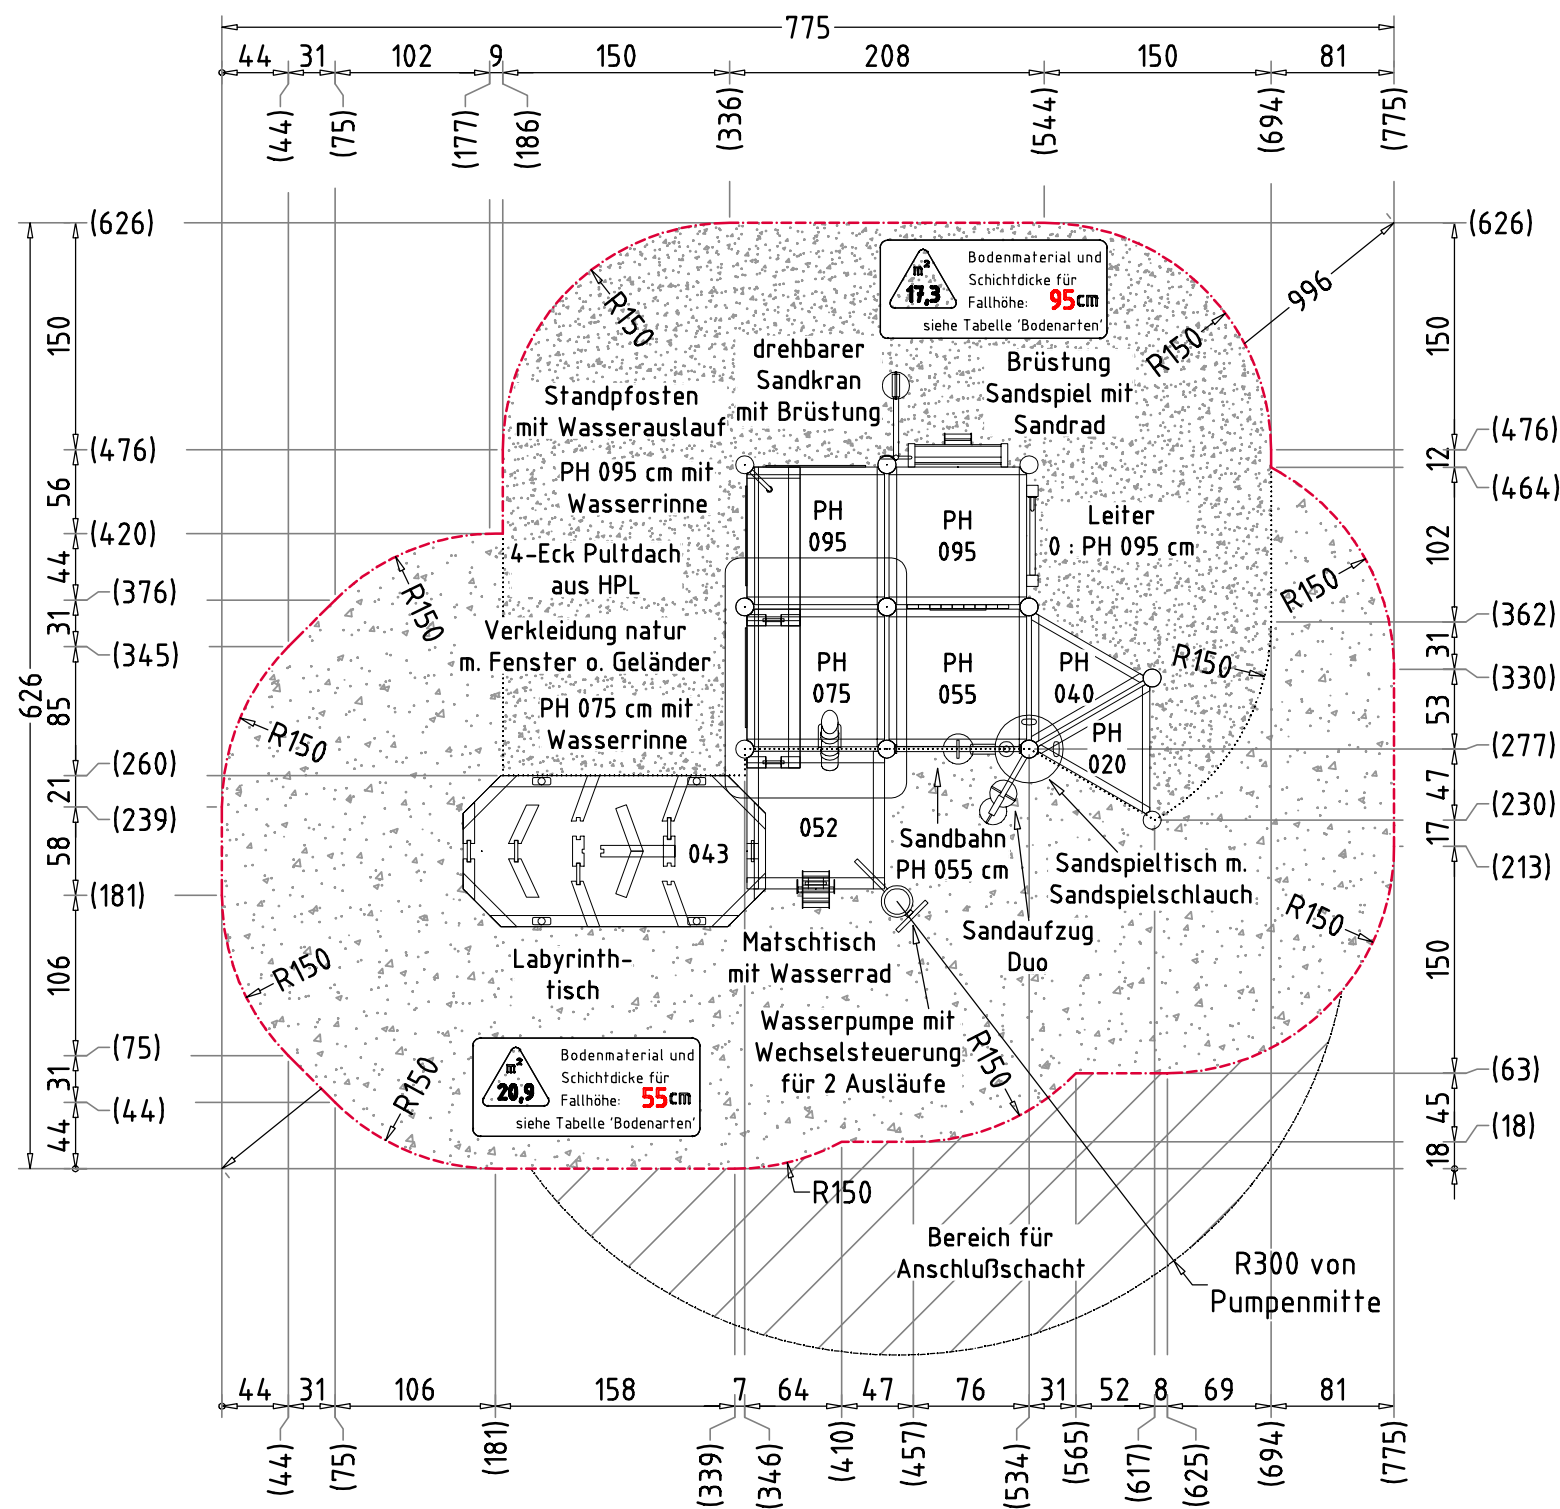 775
44 31 102 9 150 208 150 81
(44) (75) (177) (186) (336) (544) (694) (775)
(626)
(626)
626
150
56
44
31
85
21
58
106
31
44
(476)
(420)
(376)
(345)
(260)
(239)
(181)
(75)
(44)
150
12
102
31
53
47
17
150
45
18
(476)
(464)
(362)
(330)
(277)
(230)
(213)
(63)
(18)
996
m²
17,3
Bodenmaterial und
Schichtdicke für
Fallhöhe: 95cm
siehe Tabelle 'Bodenarten'
R150
R150
drehbarer
Sandkran
mit Brüstung
Brüstung
Sandspiel mit
Sandrad
Standpfosten
mit Wasserauslauf
PH 095 cm mit
Wasserrinne
PH
095
PH
095
Leiter
0 : PH 095 cm
4-Eck Pultdach
aus HPL
R150
R150
Verkleidung natur
m. Fenster o. Geländer
PH
075
PH
055
PH
040
R150
PH 075 cm mit
Wasserrinne
PH
020
R150
043
052
Sandbahn
PH 055 cm
Sandspieltisch m.
Sandspielschlauch
Sandaufzug
Duo
R150
Labyrinth-
tisch
Matschtisch
mit Wasserrad
R150
Wasserpumpe mit
Wechselsteuerung
für 2 Ausläufe
R150
R150
m²
20,9
Bodenmaterial und
Schichtdicke für
Fallhöhe: 55cm
siehe Tabelle 'Bodenarten'
R150
Bereich für
Anschlußschacht
R300 von
Pumpenmitte
44 31 106 158 7 64 47 76 31 52 8 69 81
(44) (75) (181) (339) (346) (410) (457) (534) (565) (617) (625) (694) (775)